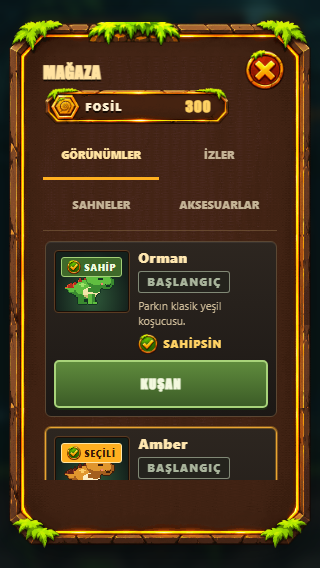 MAĞAZA
FOSİL 300
GÖRÜNÜMLER İZLER
SAHNELER AKSESUARLAR
SAHİP
Orman
BAŞLANGIÇ
Parkın klasik yeşil
koşucusu.
SAHİPSİN
KUŞAN
SEÇİLİ
Amber
BAŞLANGIÇ